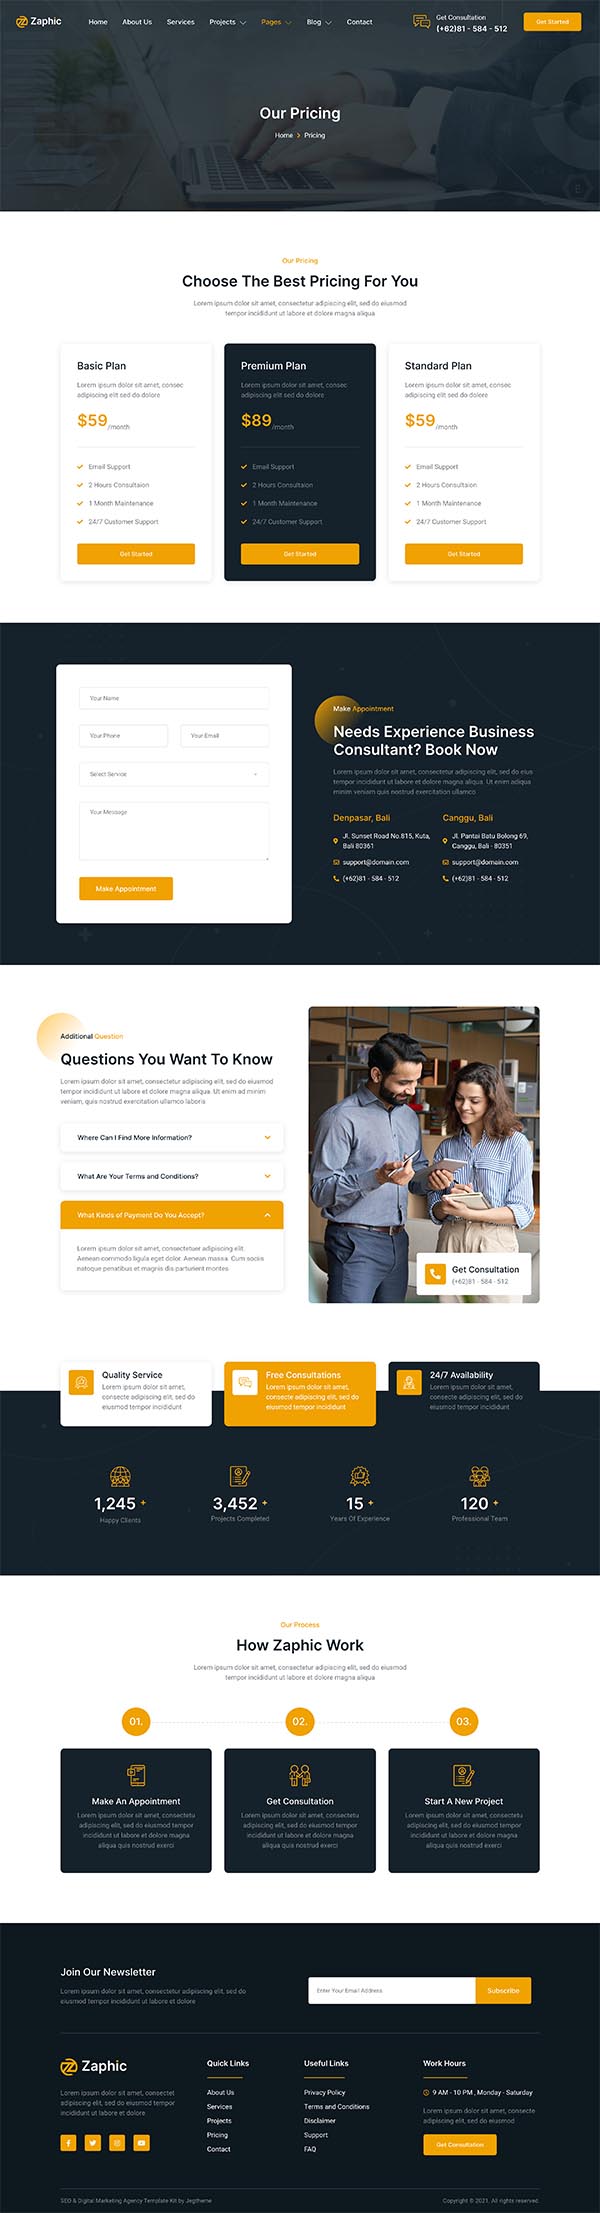 Zaphic
Home About Us Services Projects Pages Blog Contact
Get Consultation
(+62)81 - 584 - 512
Get Started
Our Pricing
Home > Pricing
Our Pricing
Choose The Best Pricing For You
Lorem ipsum dolor sit amet, consectetur adipiscing elit, sed do eiusmod
tempor incididunt ut labore et dolore magna aliqua
Basic Plan
Lorem ipsum dolor sit amet, consec
adipiscing elit sed do dolore
$59/month
Email Support
2 Hours Consultaion
1 Month Maintenance
24/7 Customer Support
Get Started
Premium Plan
Lorem ipsum dolor sit amet, consec
adipiscing elit sed do dolore
$89/month
Email Support
2 Hours Consultaion
1 Month Maintenance
24/7 Customer Support
Get Started
Standard Plan
Lorem ipsum dolor sit amet, consec
adipiscing elit sed do dolore
$59/month
Email Support
2 Hours Consultaion
1 Month Maintenance
24/7 Customer Support
Get Started
Your Name
Your Phone
Your Email
Select Service
Your Message
Make Appointment
Make Appointment
Needs Experience Business
Consultant? Book Now
Lorem ipsum dolor sit amet, consectetur adipiscing elit, sed do eius
tempor incididunt ut labore et dolore magna aliqua. Ut enim adiim
minim veniam quis nostrud exercitation ullamco
Denpasar, Bali
Jl. Sunset Road No.815, Kuta,
Bali 80361
support@domain.com
(+62)81 - 584 - 512
Canggu, Bali
Jl. Pantai Batu Bolong 69,
Canggu, Bali - 80351
support@domain.com
(+62)81 - 584 - 512
Additional Question
Questions You Want To Know
Lorem ipsum dolor sit amet, consectetur adipiscing elit, sed do eiusmod
tempor incididunt ut labore et dolore magna aliqua. Ut enim ad minim
veniam, quis nostrud exercitation ullamco laboris
Where Can I Find More Information?
What Are Your Terms and Conditions?
What Kinds of Payment Do You Accept?
Lorem ipsum dolor sit amet, consectetuer adipiscing elit.
Aenean commodo ligula eget dolor. Aenean massa. Cum sociis
natoque penatibus et magnis dis parturient montes
Get Consultation
(+62)81 - 584 - 512
Quality Service
Lorem ipsum dolor sit amet,
consecte adipiscing elit, sed do
eiusmod tempor incididunt
Free Consultations
Lorem ipsum dolor sit amet,
consecte adipiscing elit, sed do
eiusmod tempor incididunt
24/7 Availability
Lorem ipsum dolor sit amet,
consecte adipiscing elit, sed do
eiusmod tempor incididunt
1,245 +
Happy Clients
3,452 +
Projects Completed
15 +
Years Of Experience
120 +
Professional Team
Our Process
How Zaphic Work
Lorem ipsum dolor sit amet, consectetur adipiscing elit, sed do eiusmod
tempor incididunt ut labore et dolore magna aliqua
01.
02.
03.
Make An Appointment
Lorem ipsum dolor sit amet, consectetu
adipiscing elit, sed do eiusmod tempor
incididunt ut labore et dolore magna
aliqua quis nostrud exerci
Get Consultation
Lorem ipsum dolor sit amet, consectetu
adipiscing elit, sed do eiusmod tempor
incididunt ut labore et dolore magna
aliqua quis nostrud exerci
Start A New Project
Lorem ipsum dolor sit amet, consectetu
adipiscing elit, sed do eiusmod tempor
incididunt ut labore et dolore magna
aliqua quis nostrud exerci
Join Our Newsletter
Lorem ipsum dolor sit amet, consectetur adipiscing elit, sed do
eiusmod tempor incididunt ut labore et dolore
Enter Your Email Address
Subscribe
Zaphic
Lorem ipsum dolor sit amet, consectet
adipiscing elit, sed do eiusmod tempor
incididunt ut labore et dolore
Quick Links
About Us
Services
Projects
Pricing
Contact
Useful Links
Privacy Policy
Terms and Conditions
Disclaimer
Support
FAQ
Work Hours
9 AM - 10 PM , Monday - Saturday
Lorem ipsum dolor sit amet, consecte
adipiscing elit, sed do eiusmod
Get Consultation
SEO & Digital Marketing Agency Template Kit by Jegtheme
Copyright © 2021. All rights reserved.